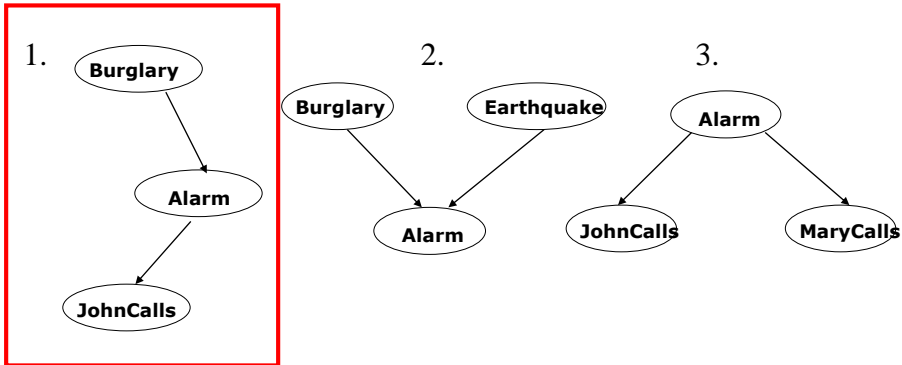 1.
Burglary
Alarm
JohnCalls
2.
Burglary
Earthquake
Alarm
3.
Alarm
JohnCalls
MaryCalls